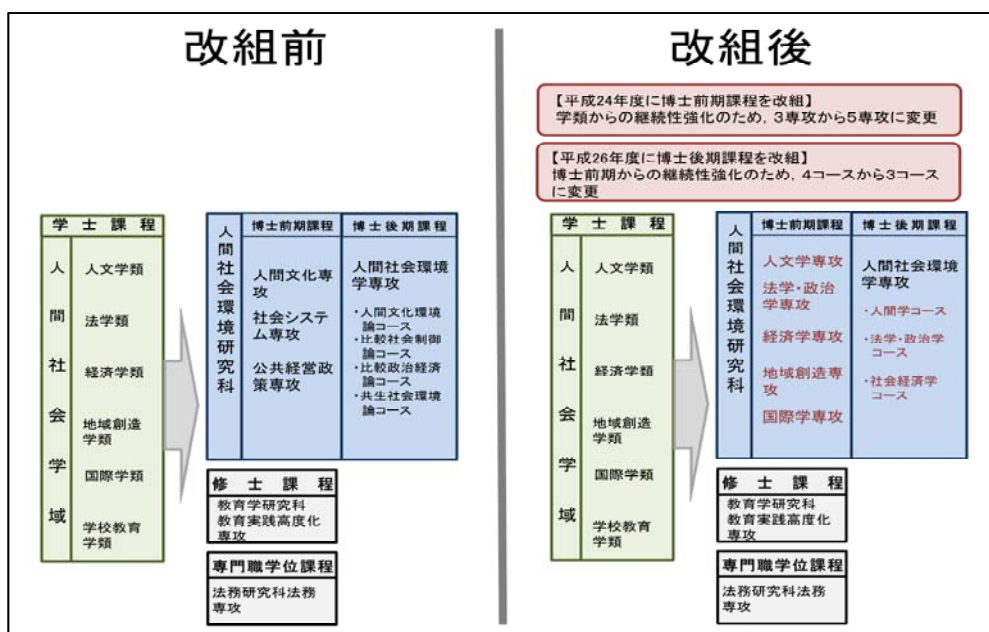 改組前
学士課程
人間社会学域
人文学類
法学類
経済学類
地域創造
学類
国際学類
学校教育
学類
人間社会環境研究科
博士前期課程
人間文化専
攻
社会システ
ム専攻
公共経営政
策専攻
博士後期課程
人間社会環境
学専攻
・人間文化環境
論コース
・比較社会制御
論コース
・比較政治経済
論コース
・共生社会環境
論コース
修士課程
教育学研究科
教育実践高度化
専攻
専門職学位課程
法務研究科法務
専攻
改組後
【平成24年度に博士前期課程を改組】
学類からの継続性強化のため，３専攻から５専攻に変更
【平成26年度に博士後期課程を改組】
博士前期からの継続性強化のため，４コースから３コース
に変更
学士課程
人間社会学域
人文学類
法学類
経済学類
地域創造
学類
国際学類
学校教育
学類
人間社会環境研究科
博士前期課程
人文学専攻
法学・政治
学専攻
経済学専攻
地域創造専
攻
国際学専攻
博士後期課程
人間社会環境
学専攻
・人間学コース
・法学・政治学
コース
・社会経済学
コース
修士課程
教育学研究科
教育実践高度化
専攻
専門職学位課程
法務研究科法務
専攻